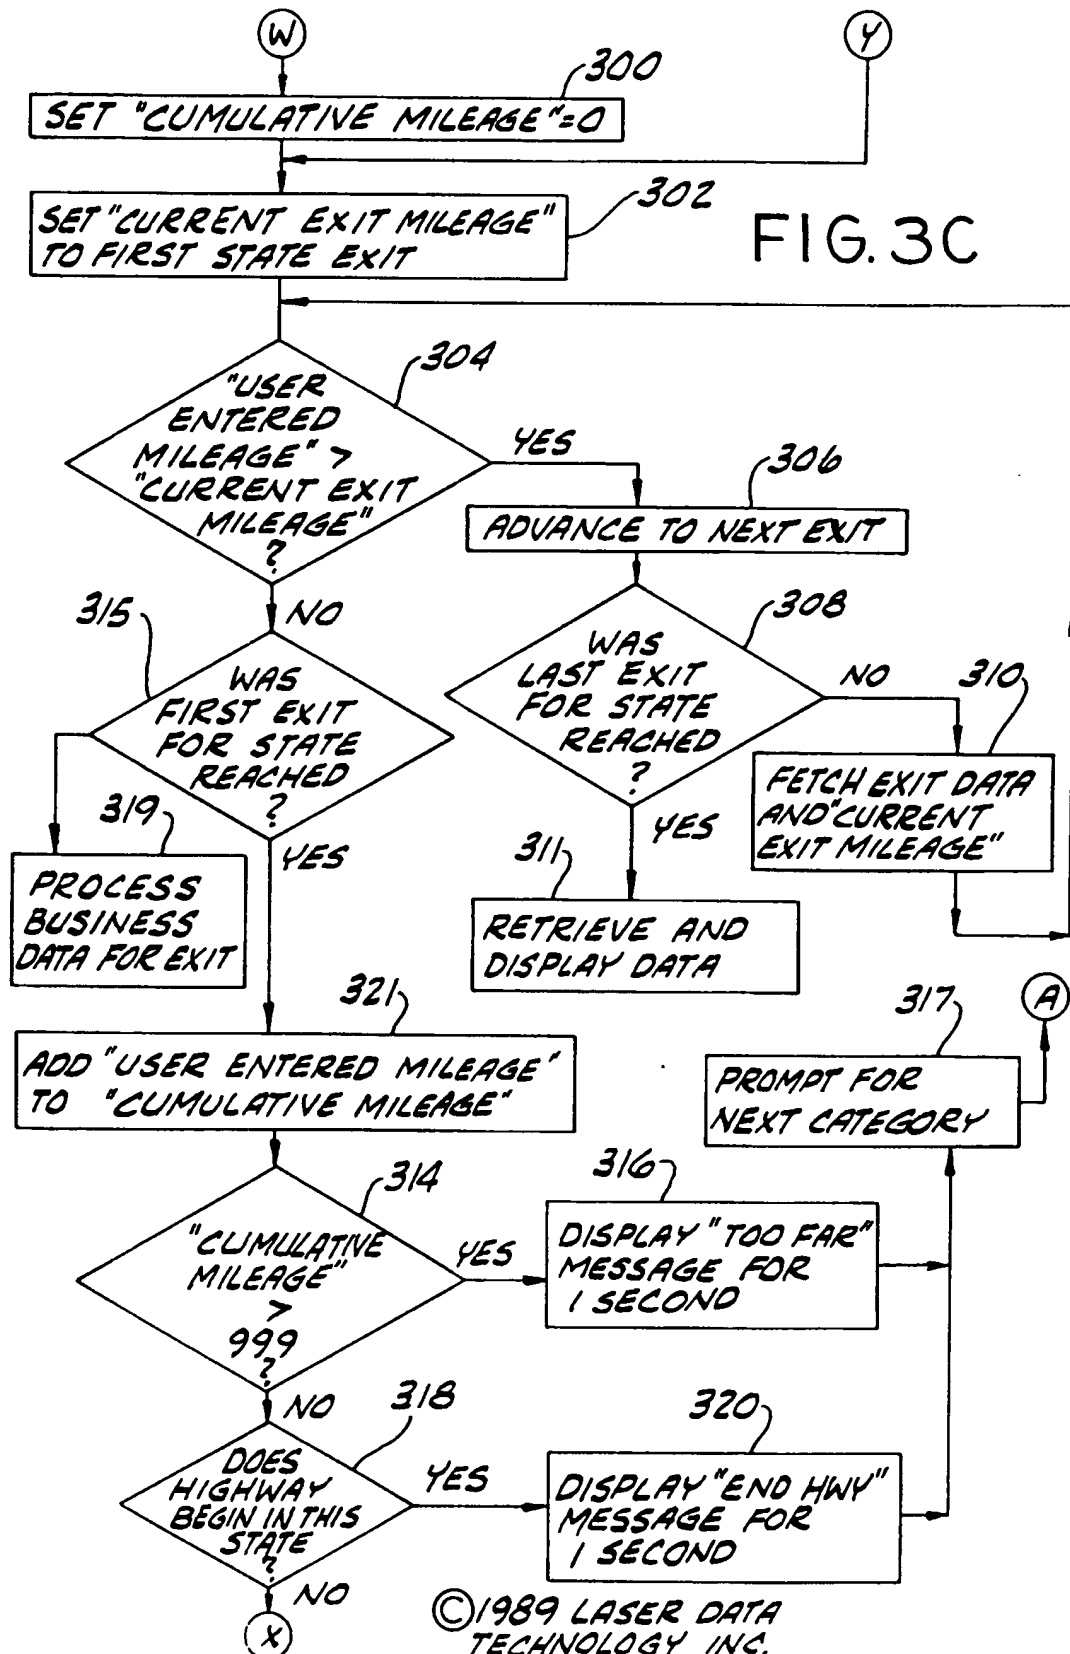 W
Y
300
SET "CUMULATIVE MILEAGE"=0
302
SET "CURRENT EXIT MILEAGE"
TO FIRST STATE EXIT
FIG. 3C
304
"USER
ENTERED
MILEAGE" >
"CURRENT EXIT
MILEAGE"
?
YES
306
ADVANCE TO NEXT EXIT
NO
315
WAS
FIRST EXIT
FOR STATE
REACHED
?
308
WAS
LAST EXIT
FOR STATE
REACHED
?
NO
310
FETCH EXIT DATA
AND "CURRENT
EXIT MILEAGE"
319
PROCESS
BUSINESS
DATA FOR EXIT
YES
YES
311
RETRIEVE AND
DISPLAY DATA
321
ADD "USER ENTERED MILEAGE"
TO "CUMULATIVE MILEAGE"
317
PROMPT FOR
NEXT CATEGORY
A
314
"CUMULATIVE
MILEAGE"
>
999
?
YES
316
DISPLAY "TOO FAR"
MESSAGE FOR
1 SECOND
NO
318
DOES
HIGHWAY
BEGIN IN THIS
STATE
?
YES
320
DISPLAY "END HWY"
MESSAGE FOR
1 SECOND
NO
X
©1989 LASER DATA
TECHNOLOGY INC.